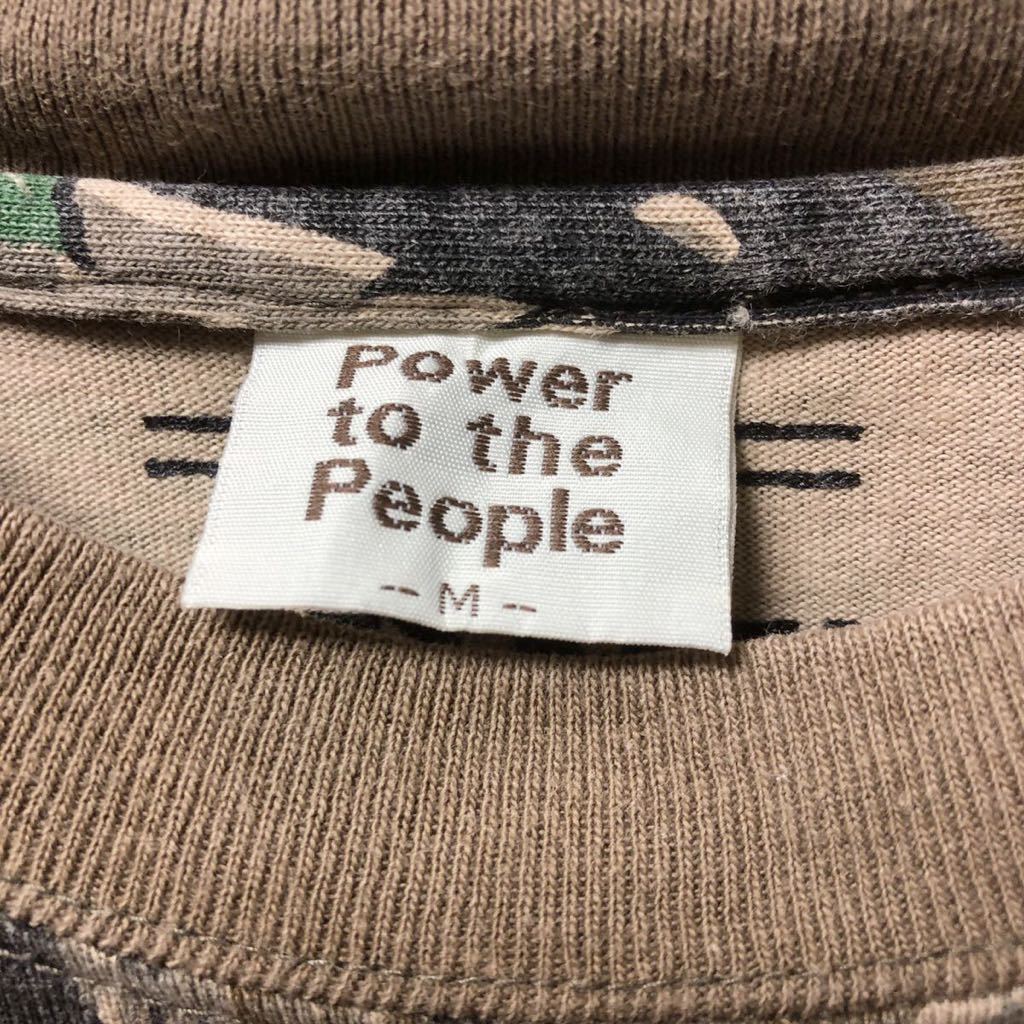 Power
to the
People
-- M --